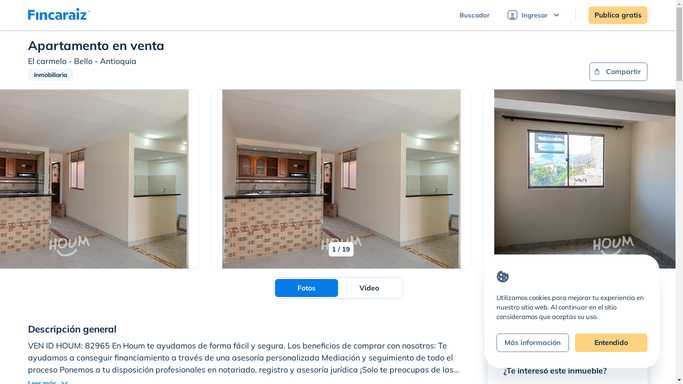 Fincaraiz
Buscador
Ingresar
Publica gratis
Apartamento en venta
El carmelo - Bello - Antioquia
Inmobiliaria
Compartir
HOUM
HOUM
HOUM
1 / 19
Fotos
Video
Descripción general
VEN ID HOUM: 82965 En Houm te ayudamos de forma fácil y segura. Los beneficios de comprar con nosotros: Te
ayudamos a conseguir financiamiento a través de una asesoría personalizada Mediación y seguimiento de todo el
proceso Ponemos a tu disposición profesionales en notariado, registro y asesoría jurídica ¡Solo te preocupas de las...
Leer más
Utilizamos cookies para mejorar tu experiencia en
nuestro sitio web. Al continuar en el sitio
consideramos que aceptas su uso.
Más información
Entendido
¿Te interesó este inmueble?